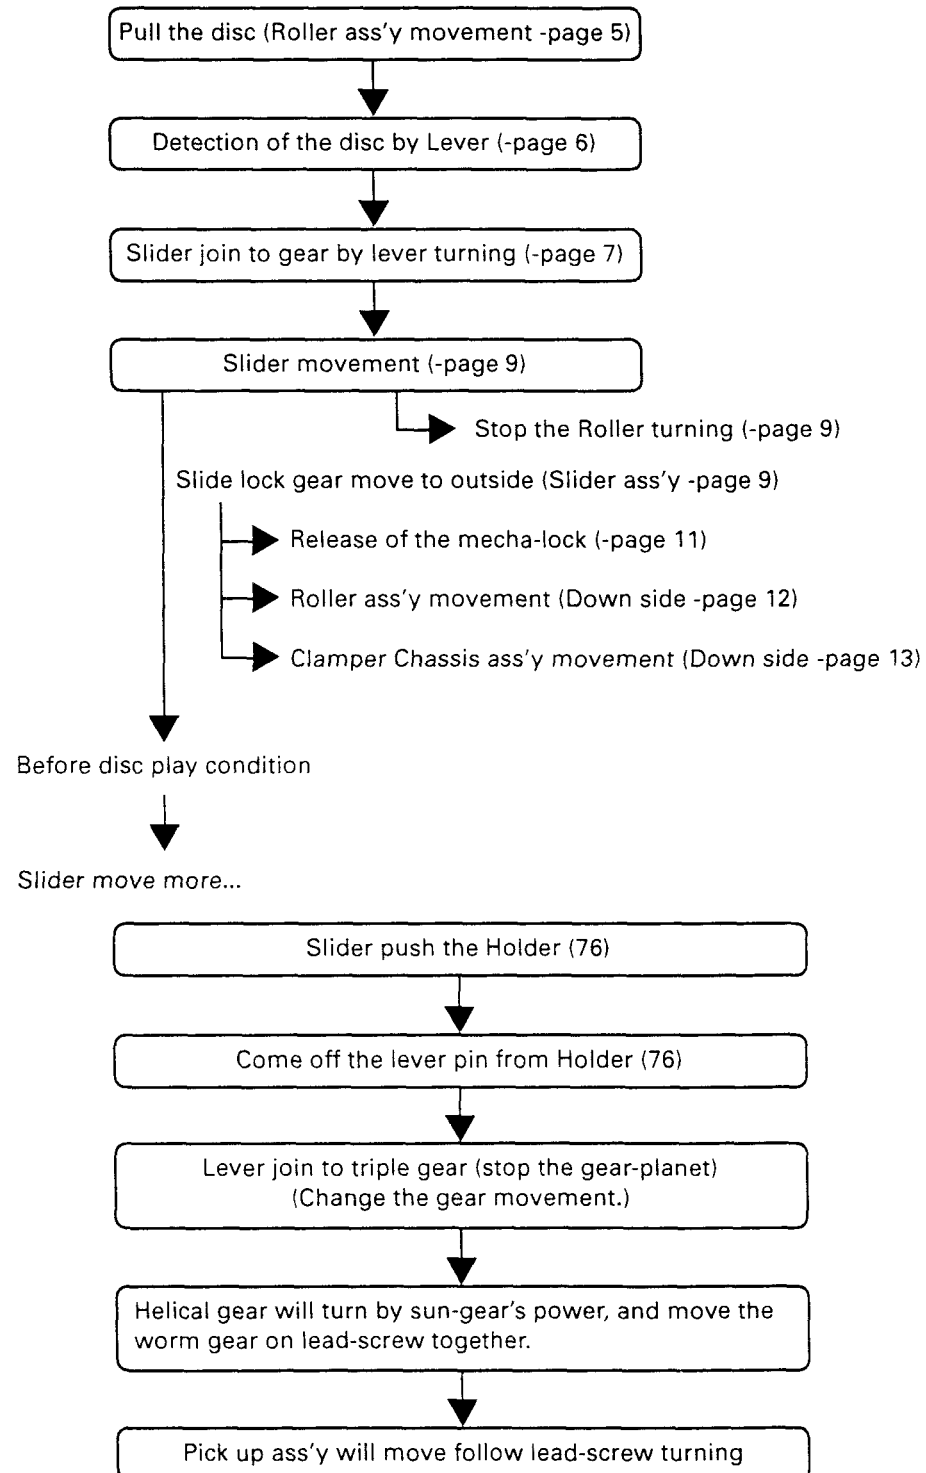 Pull the disc (Roller ass'y movement -page 5)
Detection of the disc by Lever (-page 6)
Slider join to gear by lever turning (-page 7)
Slider movement (-page 9)
Stop the Roller turning (-page 9)
Slide lock gear move to outside (Slider ass'y -page 9)
Release of the mecha-lock (-page 11)
Roller ass'y movement (Down side -page 12)
Clamper Chassis ass'y movement (Down side -page 13)
Before disc play condition
Slider move more...
Slider push the Holder (76)
Come off the lever pin from Holder (76)
Lever join to triple gear (stop the gear-planet)
(Change the gear movement.)
Helical gear will turn by sun-gear's power, and move the
worm gear on lead-screw together.
Pick up ass'y will move follow lead-screw turning